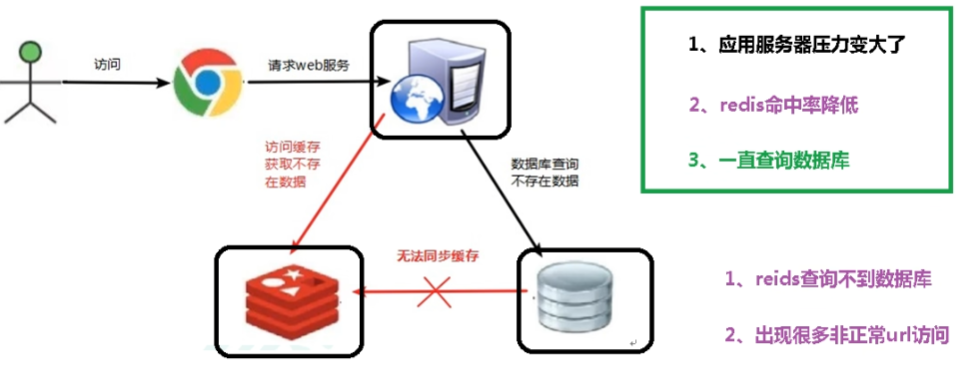 访问
请求web服务
访问缓存
获取不存
在数据
数据库查询
不存在数据
无法同步缓存
1、应用服务器压力变大了
2、redis命中率降低
3、一直查询数据库
1、reids查询不到数据库
2、出现很多非正常url访问